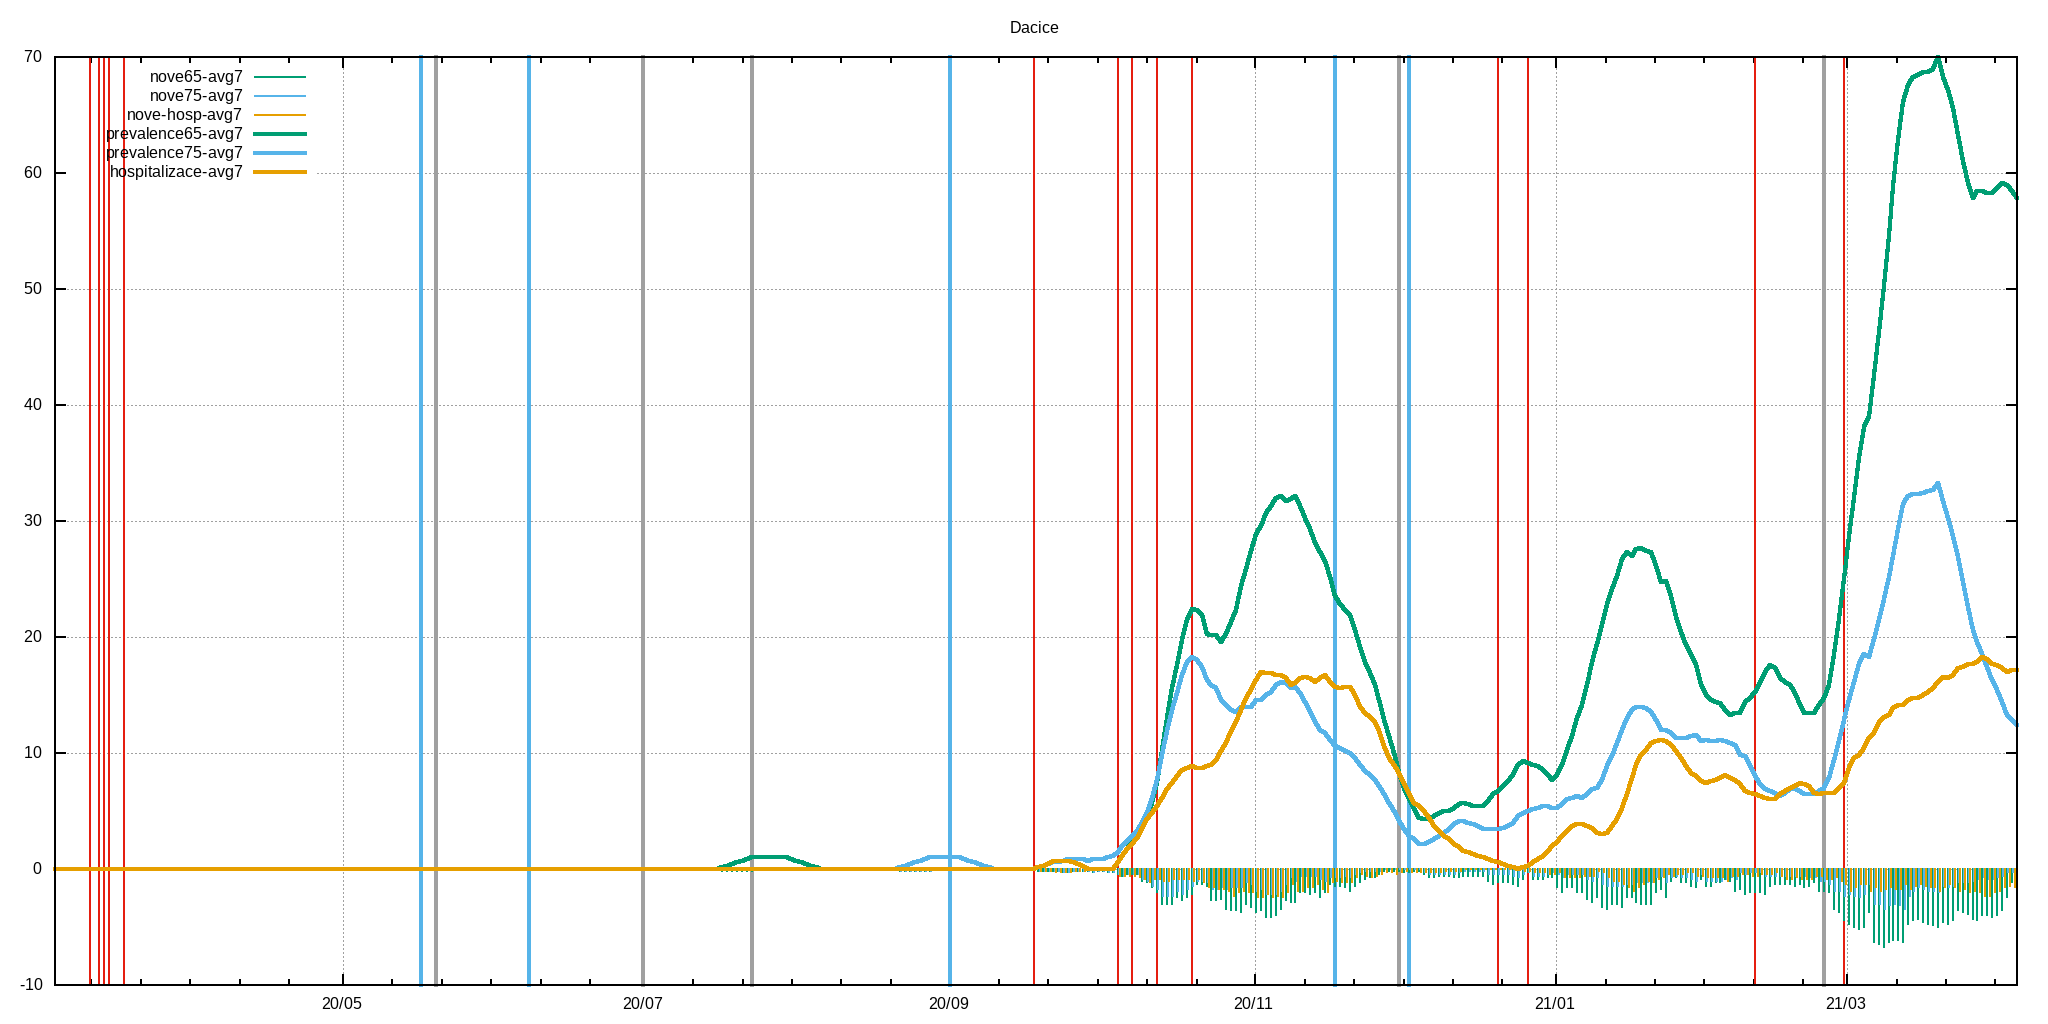 Dacice
nove65-avg7
nove75-avg7
nove-hosp-avg7
prevalence65-avg7
prevalence75-avg7
hospitalizace-avg7
70
60
50
40
30
20
10
0
-10
20/05 20/07 20/09 20/11 21/01 21/03